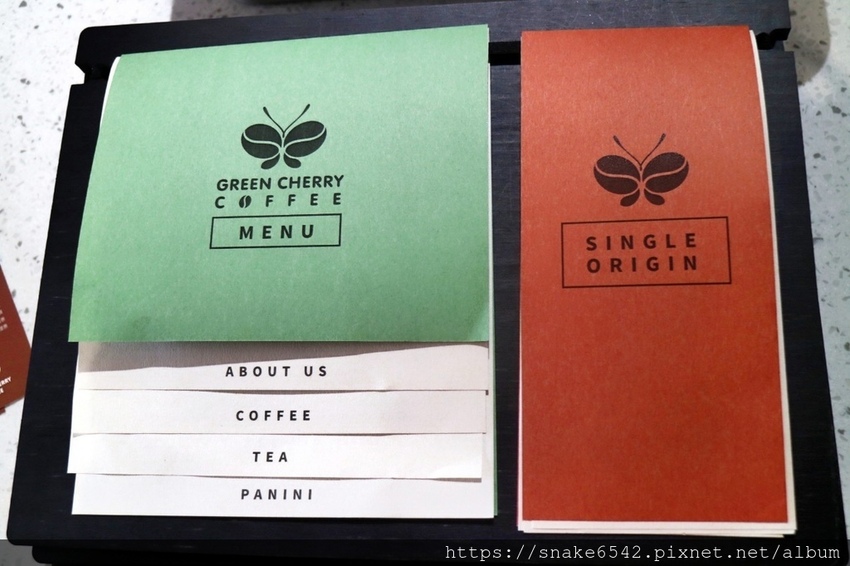 GREEN CHERRY
COFFEE
MENU
ABOUT US
COFFEE
TEA
PANINI
SINGLE
ORIGIN
https://snake6542.pixnet.net/album